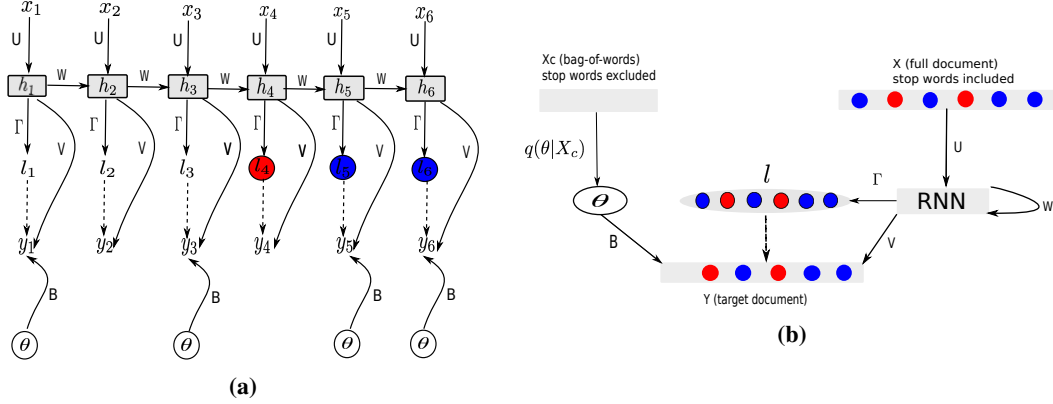 x1 x2 x3 x4 x5 x6
U U U U U U
h1 W h2 W h3 W h4 W h5 W h6
Γ V Γ V Γ V Γ V Γ V Γ V
l1 l2 l3 l4 l5 l6
y1 y2 y3 y4 y5 y6
B B B B
θ θ θ θ
(a)
Xc (bag-of-words)
stop words excluded
X (full document)
stop words included
q(θ|Xc)
U
l
Γ
θ
RNN
W
B
V
Y (target document)
(b)